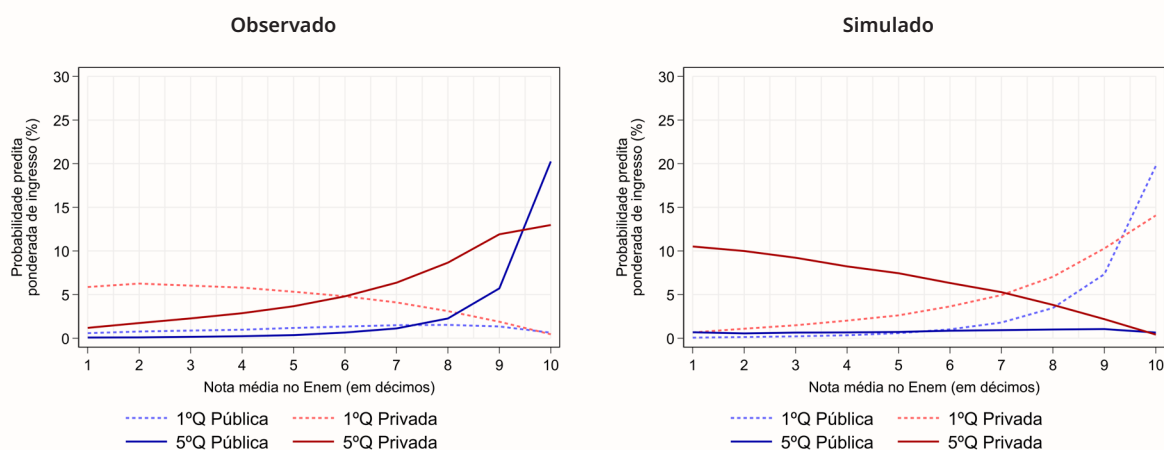 Observado
Probabilidade predita
ponderada de ingresso (%)
30
25
20
15
10
5
0
1 2 3 4 5 6 7 8 9 10
Nota média no Enem (em décimos)
1ºQ Pública 1ºQ Privada
5ºQ Pública 5ºQ Privada
Simulado
Probabilidade predita
ponderada de ingresso (%)
30
25
20
15
10
5
0
1 2 3 4 5 6 7 8 9 10
Nota média no Enem (em décimos)
1ºQ Pública 1ºQ Privada
5ºQ Pública 5ºQ Privada